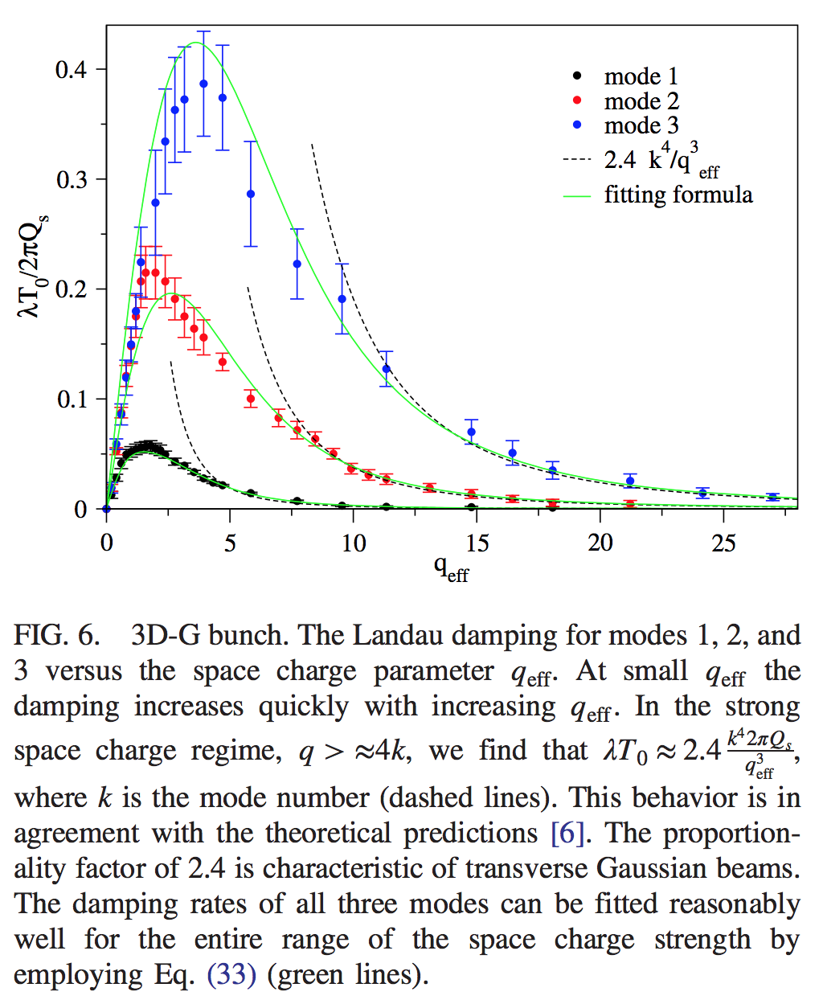 0.4
0.3
0.2
0.1
0
λT₀/2πQₛ
mode 1
mode 2
mode 3
2.4 k⁴/q³eff
fitting formula
0 5 10 15 20 25
qeff
FIG. 6. 3D-G bunch. The Landau damping for modes 1, 2, and
3 versus the space charge parameter qeff. At small qeff the
damping increases quickly with increasing qeff. In the strong
space charge regime, q > ≈4k, we find that λT₀ ≈ 2.4 k⁴2πQₛ/q³eff,
where k is the mode number (dashed lines). This behavior is in
agreement with the theoretical predictions [6]. The proportion-
ality factor of 2.4 is characteristic of transverse Gaussian beams.
The damping rates of all three modes can be fitted reasonably
well for the entire range of the space charge strength by
employing Eq. (33) (green lines).